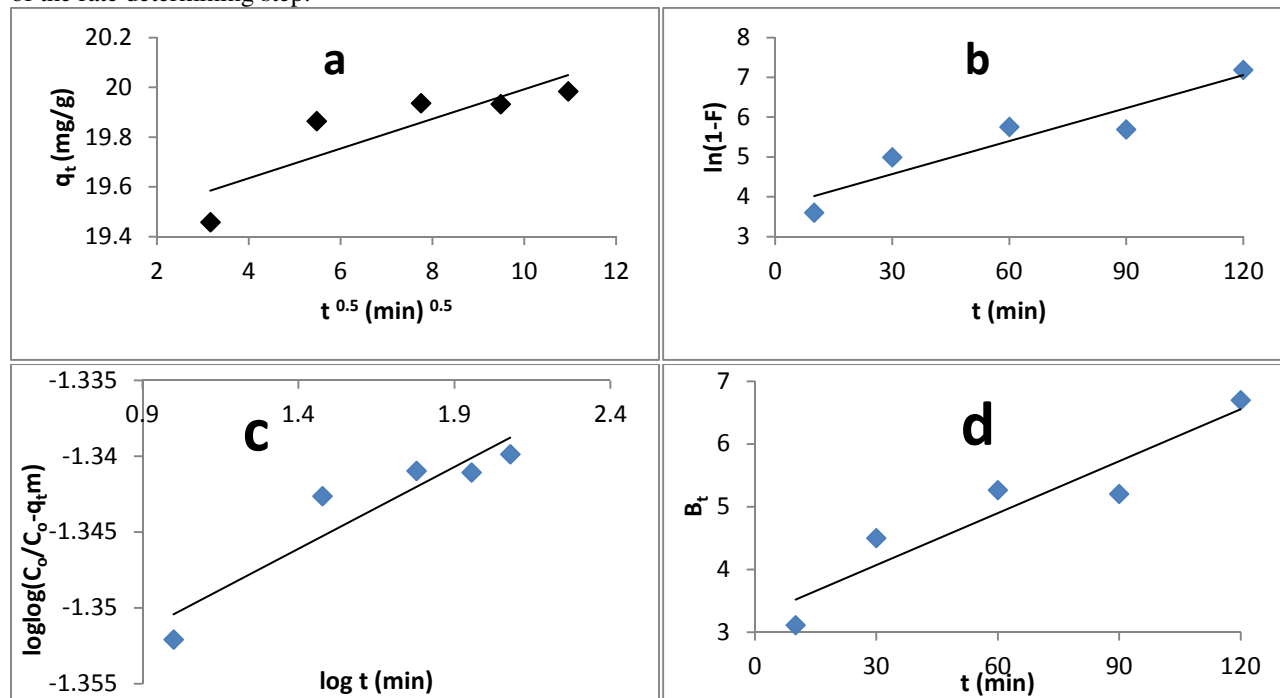 of the rate determining step.
a
20.2
20
19.8
19.6
19.4
q_t (mg/g)
2 4 6 8 10 12
t ^0.5 (min) ^0.5
b
8
7
6
5
4
3
ln(1-F)
0 30 60 90 120
t (min)
c
-1.335
-1.34
-1.345
-1.35
-1.355
0.9 1.4 1.9 2.4
loglog(C_o/C_o-q_tm)
log t (min)
d
7
6
5
4
3
B_t
0 30 60 90 120
t (min)